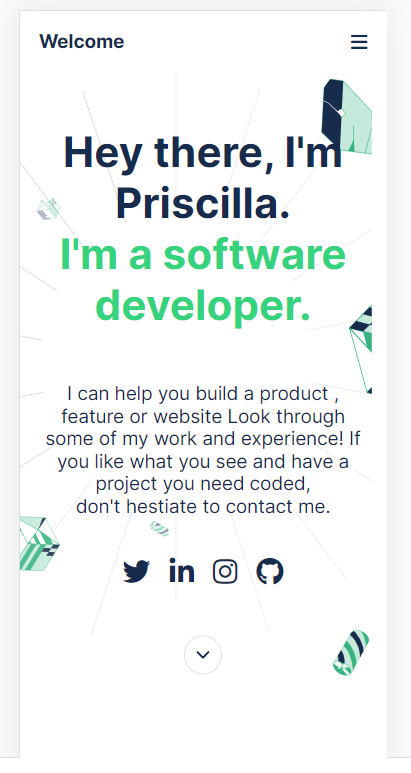 Welcome
Hey there, I'm
Priscilla.
I'm a software
developer.
I can help you build a product ,
feature or website Look through
some of my work and experience! If
you like what you see and have a
project you need coded,
don't hestiate to contact me.
in